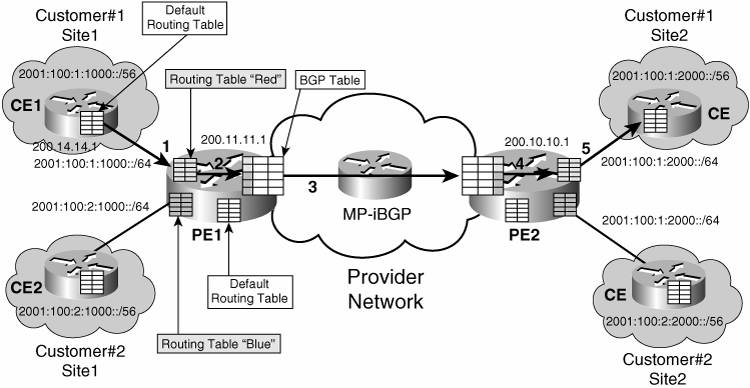 Customer#1
Site1
Default
Routing Table
Customer#1
Site2
2001:100:1:1000::/56
CE1
Routing Table “Red”
BGP Table
2001:100:1:2000::/56
CE
200.14.14.1
1
2001:100:1:1000::/64
200.11.11.1
2
3
MP-iBGP
200.10.10.1
4
5
2001:100:1:2000::/64
2001:100:2:1000::/64
PE1
PE2
2001:100:1:2000::/64
Default
Routing Table
Provider
Network
CE2
2001:100:2:1000::/56
CE
2001:100:2:2000::/56
Customer#2
Site1
Routing Table “Blue”
Customer#2
Site2